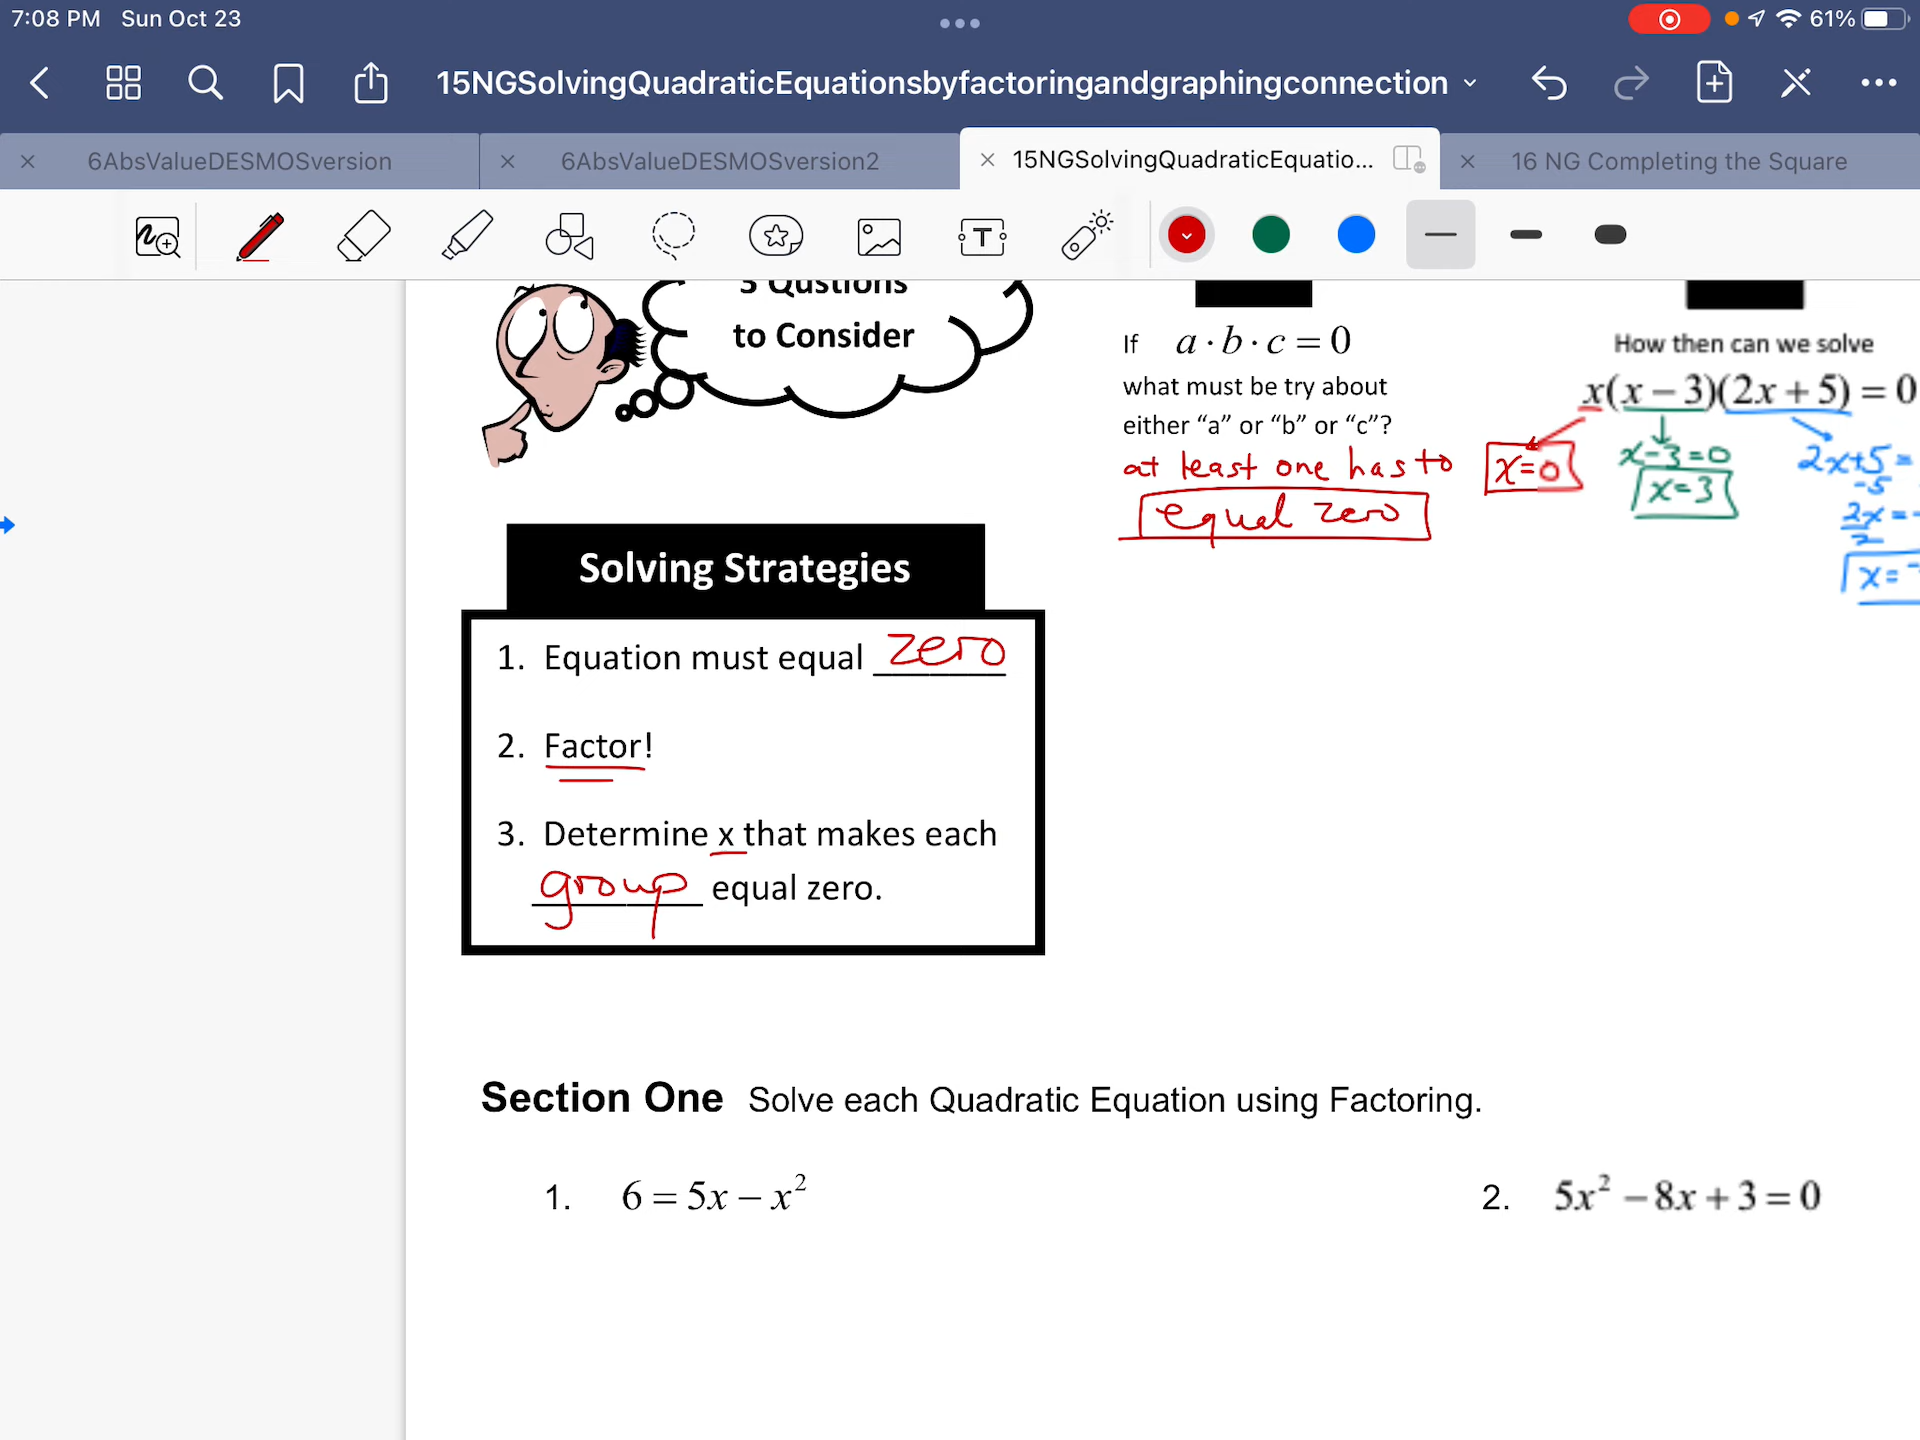 7:08 PM Sun Oct 23
61%
15NGSolvingQuadraticEquationsbyfactoringandgraphingconnection
6AbsValueDESMOSversion
6AbsValueDESMOSversion2
15NGSolvingQuadraticEquatio...
16 NG Completing the Square
T
3 Qustions
to Consider
If a · b · c = 0
what must be try about
either “a” or “b” or “c”?
at least one has to
equal zero
How then can we solve
x(x − 3)(2x + 5) = 0
x=0
x-3=0
x=3
2x+5=
-5
2x=-
2
x=-
Solving Strategies
1. Equation must equal zero
2. Factor!
3. Determine x that makes each
group equal zero.
Section One Solve each Quadratic Equation using Factoring.
1. 6 = 5x − x²
2. 5x² − 8x + 3 = 0